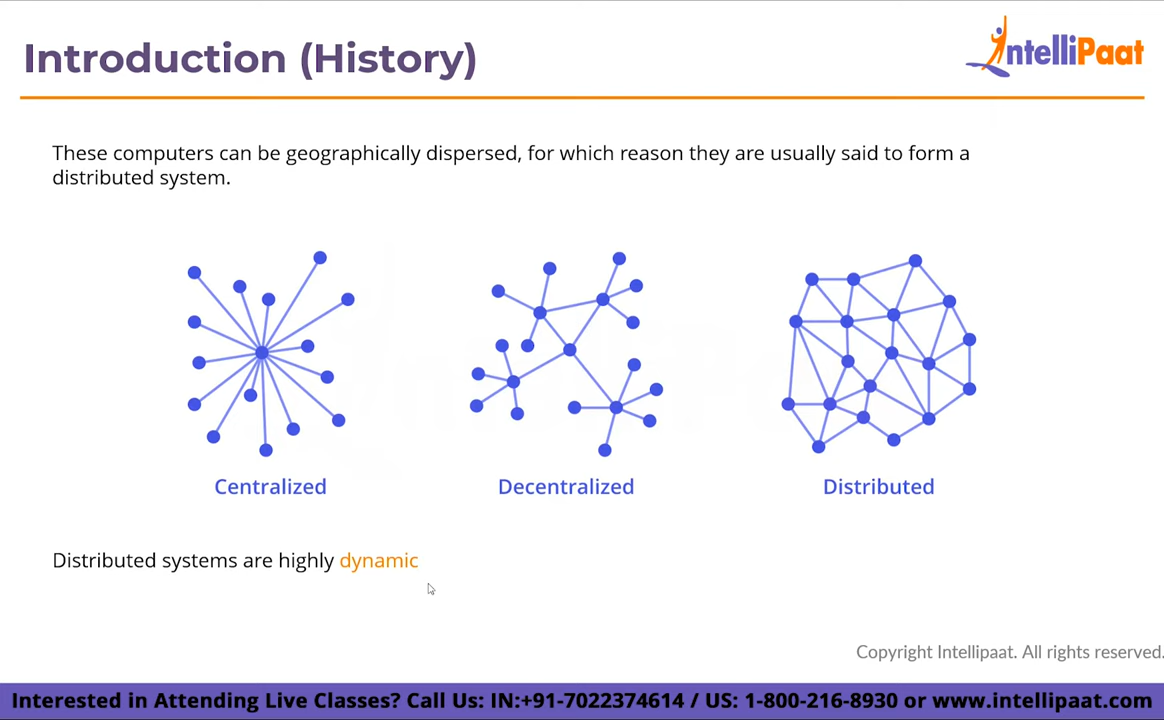 Introduction (History)
IntelliPaat
These computers can be geographically dispersed, for which reason they are usually said to form a
distributed system.
Centralized
Decentralized
Distributed
Distributed systems are highly dynamic
Copyright Intellipaat. All rights reserved.
Interested in Attending Live Classes? Call Us: IN:+91-7022374614 / US: 1-800-216-8930 or www.intellipaat.com